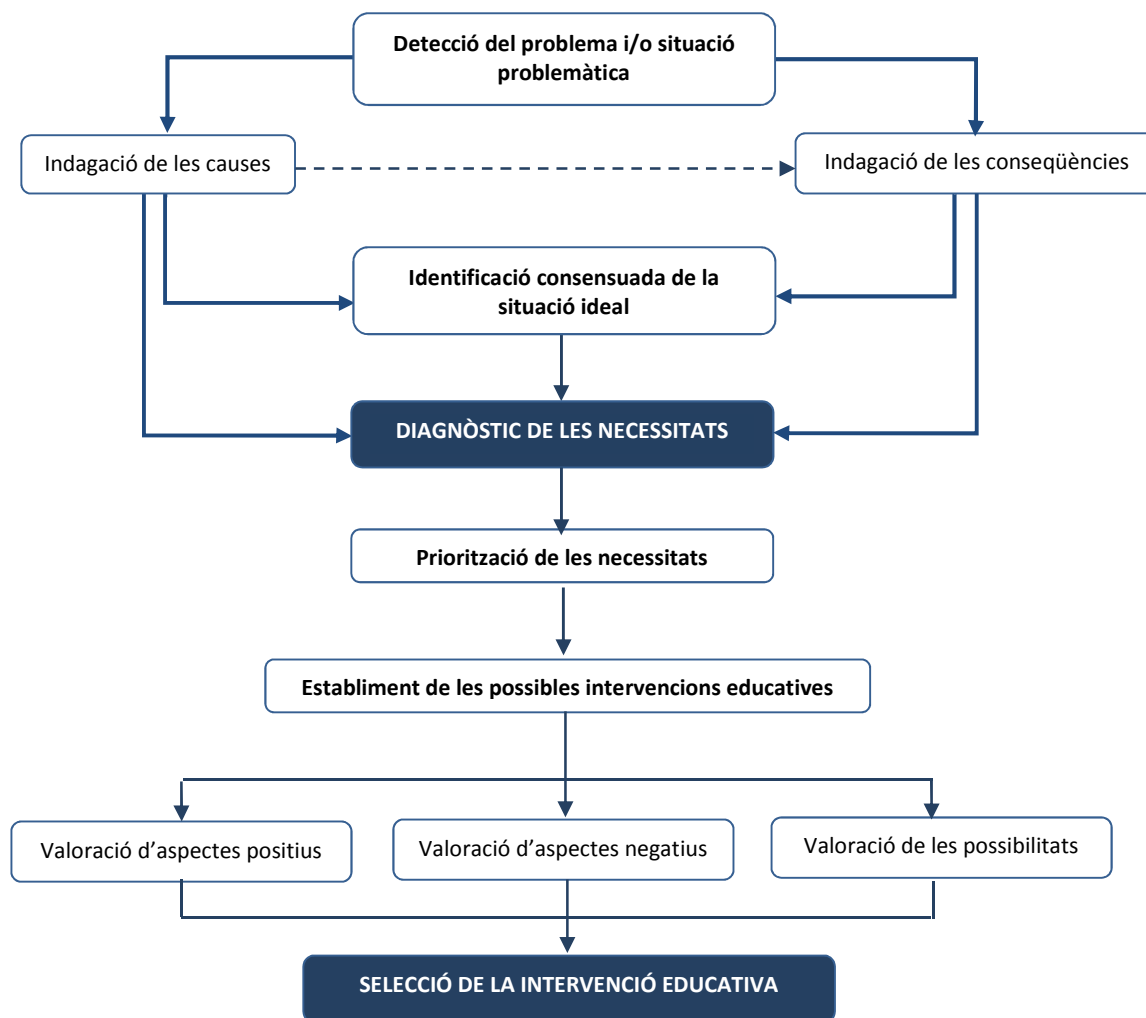 Detecció del problema i/o situació
problemàtica
Indagació de les causes
Indagació de les conseqüències
Identificació consensuada de la
situació ideal
DIAGNÒSTIC DE LES NECESSITATS
Priorització de les necessitats
Establiment de les possibles intervencions educatives
Valoració d’aspectes positius
Valoració d’aspectes negatius
Valoració de les possibilitats
SELECCIÓ DE LA INTERVENCIÓ EDUCATIVA